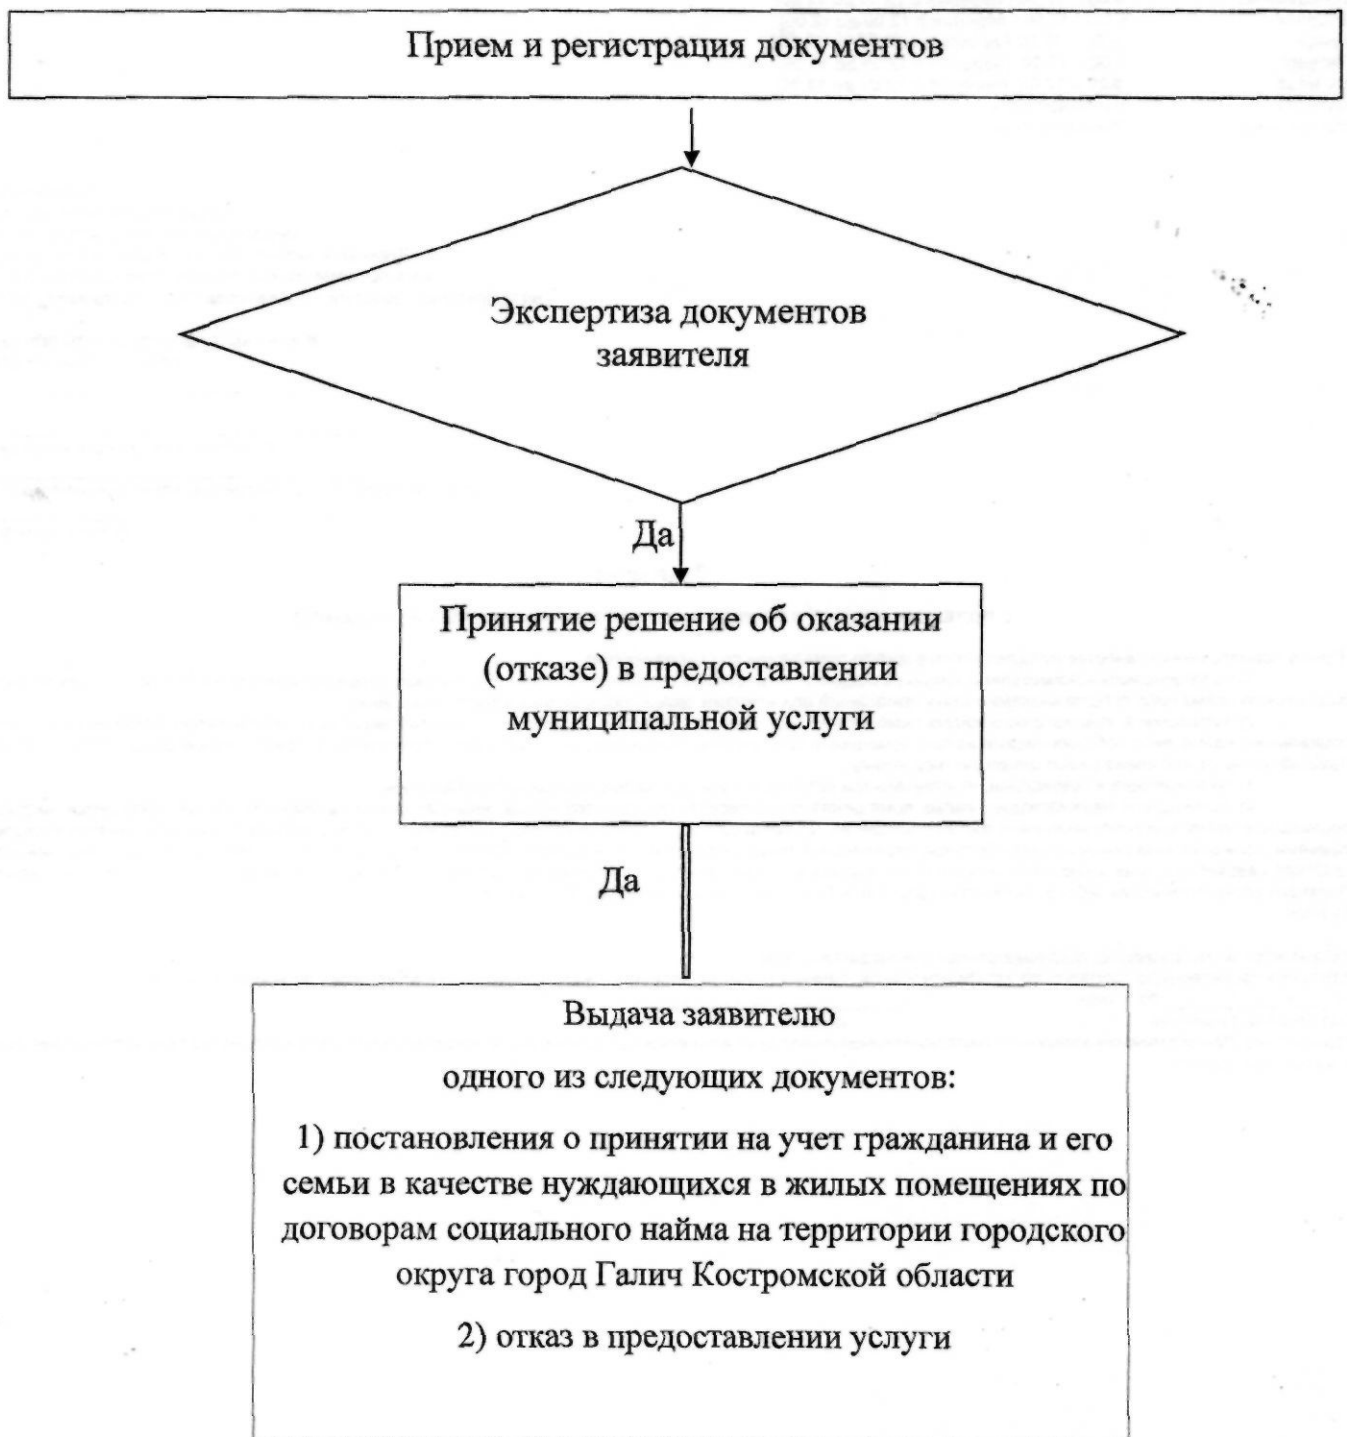 Прием и регистрация документов
Экспертиза документов
заявителя
Да
Принятие решение об оказании
(отказе) в предоставлении
муниципальной услуги
Да
Выдача заявителю
одного из следующих документов:
1) постановления о принятии на учет гражданина и его
семьи в качестве нуждающихся в жилых помещениях по
договорам социального найма на территории городского
округа город Галич Костромской области
2) отказ в предоставлении услуги